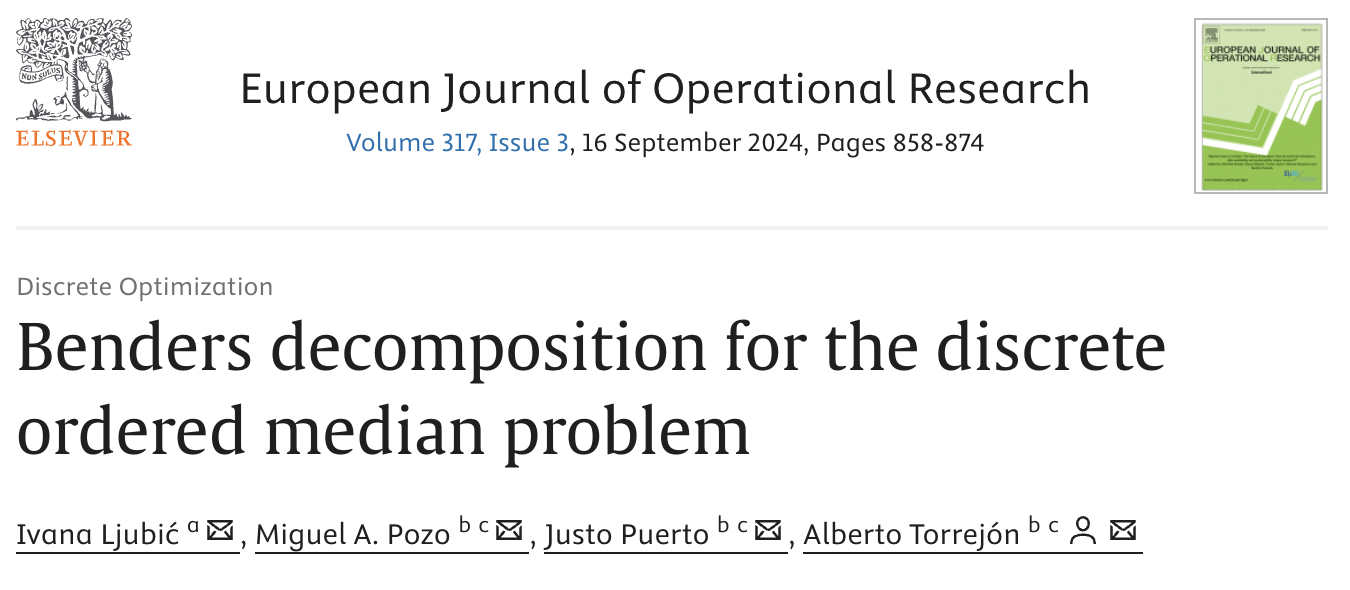 NON SOLUS
ELSEVIER
European Journal of Operational Research
Volume 317, Issue 3, 16 September 2024, Pages 858-874
EUROPEAN JOURNAL OF
OPERATIONAL RESEARCH
Discrete Optimization
Benders decomposition for the discrete
ordered median problem
Ivana Ljubić a, Miguel A. Pozo b c, Justo Puerto b c, Alberto Torrejón b c